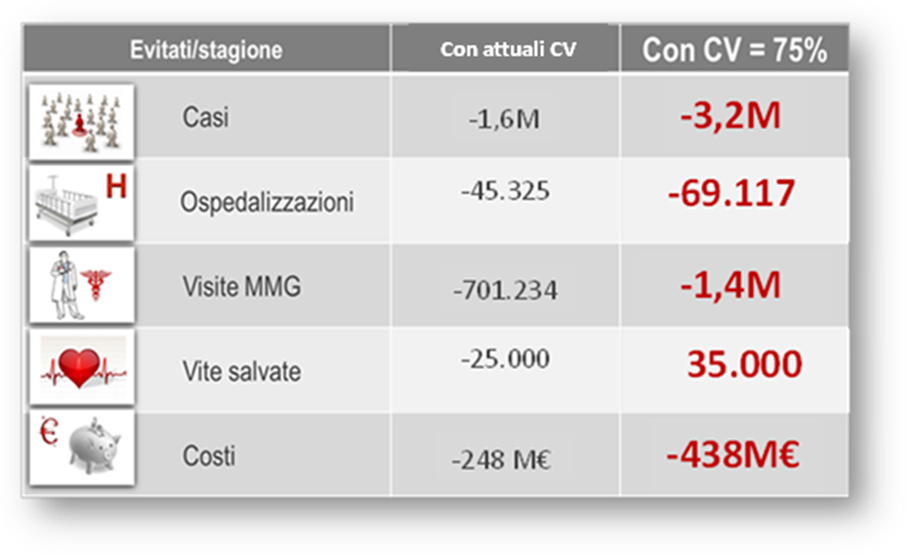 Evitati/stagione Con attuali CV Con CV = 75%
Casi -1,6M -3,2M
H
Ospedalizzazioni -45.325 -69.117
Visite MMG -701.234 -1,4M
Vite salvate -25.000 35.000
€
Costi -248 M€ -438M€